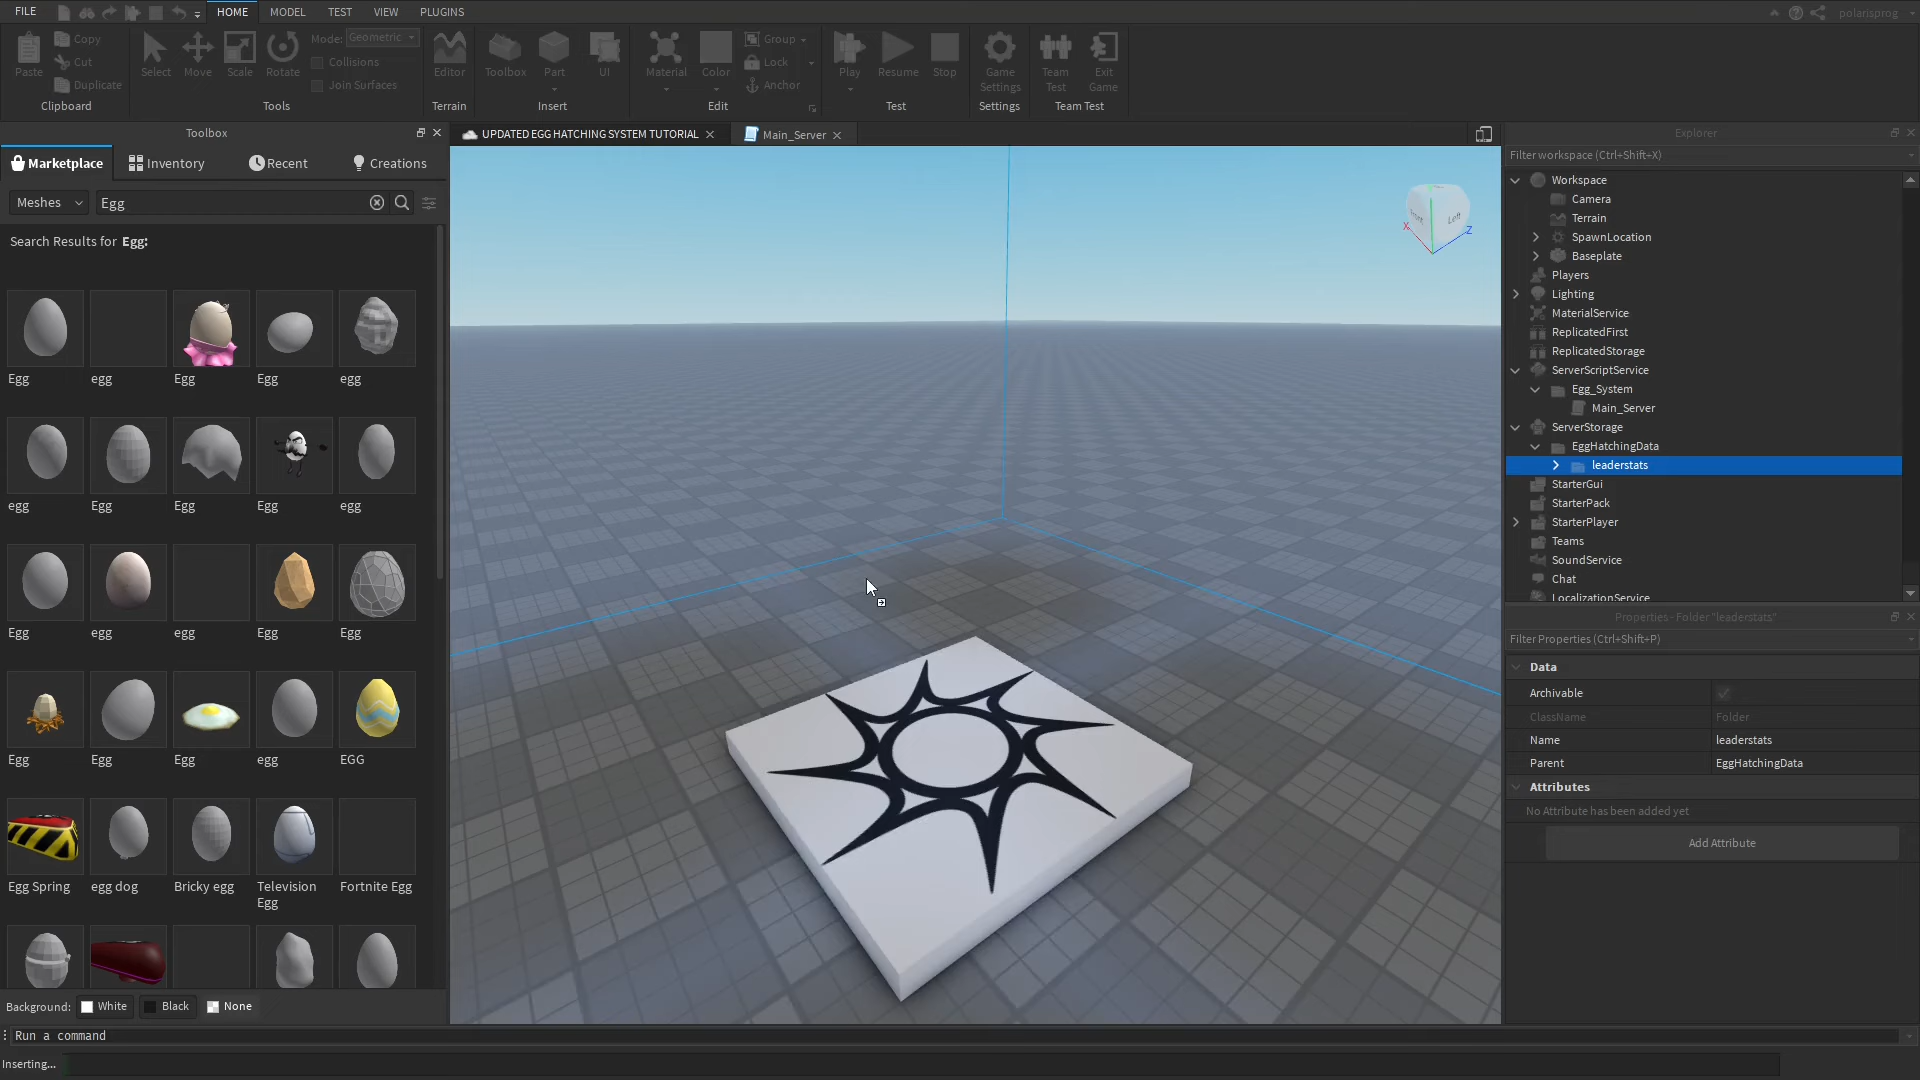 FILE HOME MODEL TEST VIEW PLUGINS polarisprog
Paste Copy Cut Duplicate
Clipboard
Select Move Scale Rotate
Mode: Geometric
Collisions
Join Surfaces
Tools
Editor
Terrain
Toolbox Part UI
Insert
Material Color
Group
Lock
Anchor
Edit
Play Resume Stop
Test
Game Settings
Settings
Team Test
Exit Game
Team Test
Toolbox
Marketplace Inventory Recent Creations
Meshes Egg
Search Results for Egg:
Egg egg Egg Egg egg
egg Egg Egg Egg egg
Egg egg egg Egg Egg
Egg Egg Egg egg EGG
Egg Spring egg dog Bricky egg Television Egg Fortnite Egg
Background: White Black None
UPDATED EGG HATCHING SYSTEM TUTORIAL Main_Server
Front Left
X Z
Explorer
Filter workspace (Ctrl+Shift+X)
Workspace
Camera
Terrain
SpawnLocation
Baseplate
Players
Lighting
MaterialService
ReplicatedFirst
ReplicatedStorage
ServerScriptService
Egg_System
Main_Server
ServerStorage
EggHatchingData
leaderstats
StarterGui
StarterPack
StarterPlayer
Teams
SoundService
Chat
LocalizationService
Properties - Folder "leaderstats"
Filter Properties (Ctrl+Shift+P)
Data
Archivable
ClassName Folder
Name leaderstats
Parent EggHatchingData
Attributes
No Attribute has been added yet
Add Attribute
Run a command
Inserting...